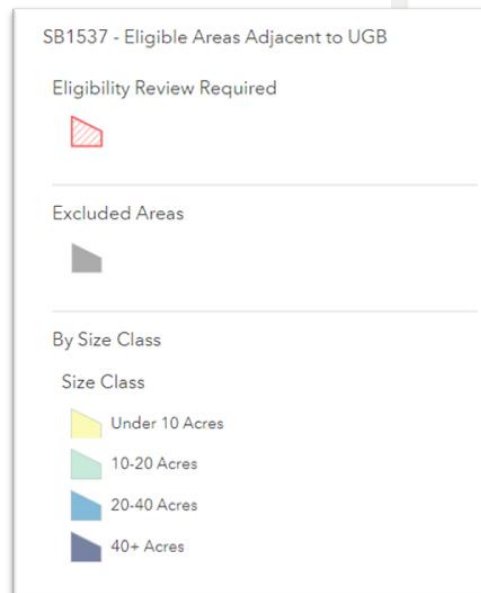 SB1537 - Eligible Areas Adjacent to UGB
Eligibility Review Required
Excluded Areas
By Size Class
Size Class
Under 10 Acres
10-20 Acres
20-40 Acres
40+ Acres